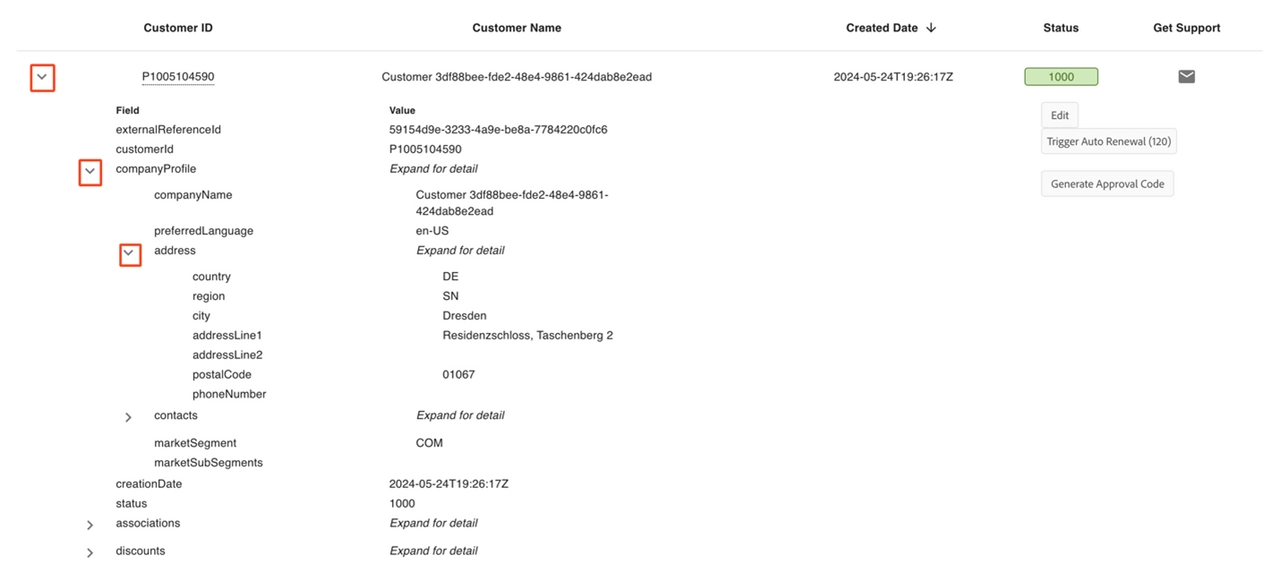 Customer ID Customer Name Created Date Status Get Support
P1005104590 Customer 3df88bee-fde2-48e4-9861-424dab8e2ead 2024-05-24T19:26:17Z 1000
Field Value
Edit
externalReferenceId 59154d9e-3233-4a9e-be8a-7784220c0fc6
Trigger Auto Renewal (120)
customerId P1005104590
companyProfile Expand for detail
Generate Approval Code
companyName Customer 3df88bee-fde2-48e4-9861-
424dab8e2ead
preferredLanguage en-US
address Expand for detail
country DE
region SN
city Dresden
addressLine1 Residenzschloss, Taschenberg 2
addressLine2
postalCode 01067
phoneNumber
contacts Expand for detail
marketSegment COM
marketSubSegments
creationDate 2024-05-24T19:26:17Z
status 1000
associations Expand for detail
discounts Expand for detail